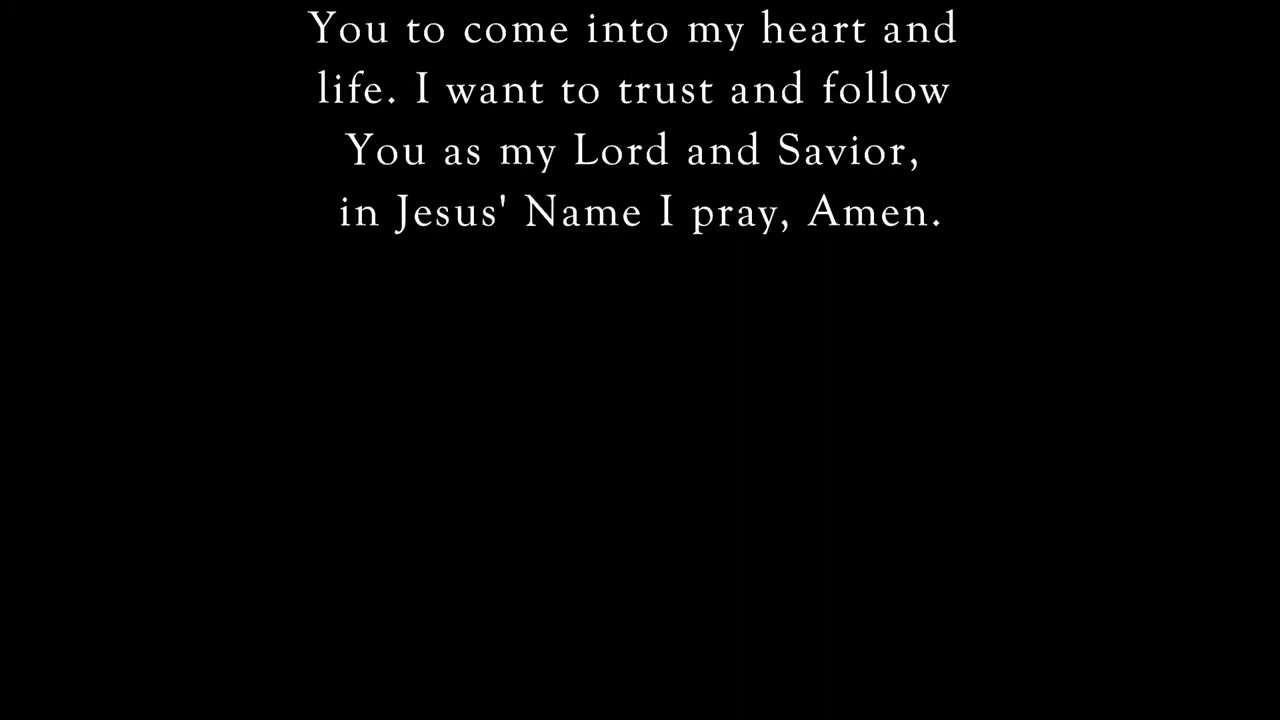 You to come into my heart and
life. I want to trust and follow
You as my Lord and Savior,
in Jesus' Name I pray, Amen.